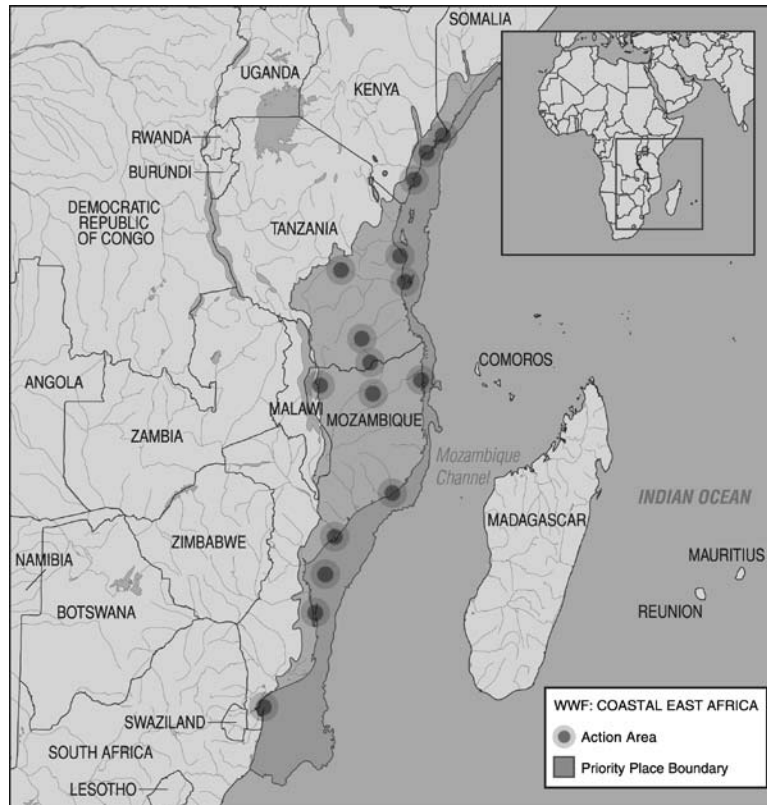 SOMALIA
UGANDA
KENYA
RWANDA
BURUNDI
DEMOCRATIC
REPUBLIC
OF CONGO
TANZANIA
COMOROS
ANGOLA
MALAWI
MOZAMBIQUE
ZAMBIA
Mozambique
Channel
INDIAN OCEAN
MADAGASCAR
ZIMBABWE
NAMIBIA
MAURITIUS
BOTSWANA
REUNION
SWAZILAND
SOUTH AFRICA
LESOTHO
WWF: COASTAL EAST AFRICA
Action Area
Priority Place Boundary